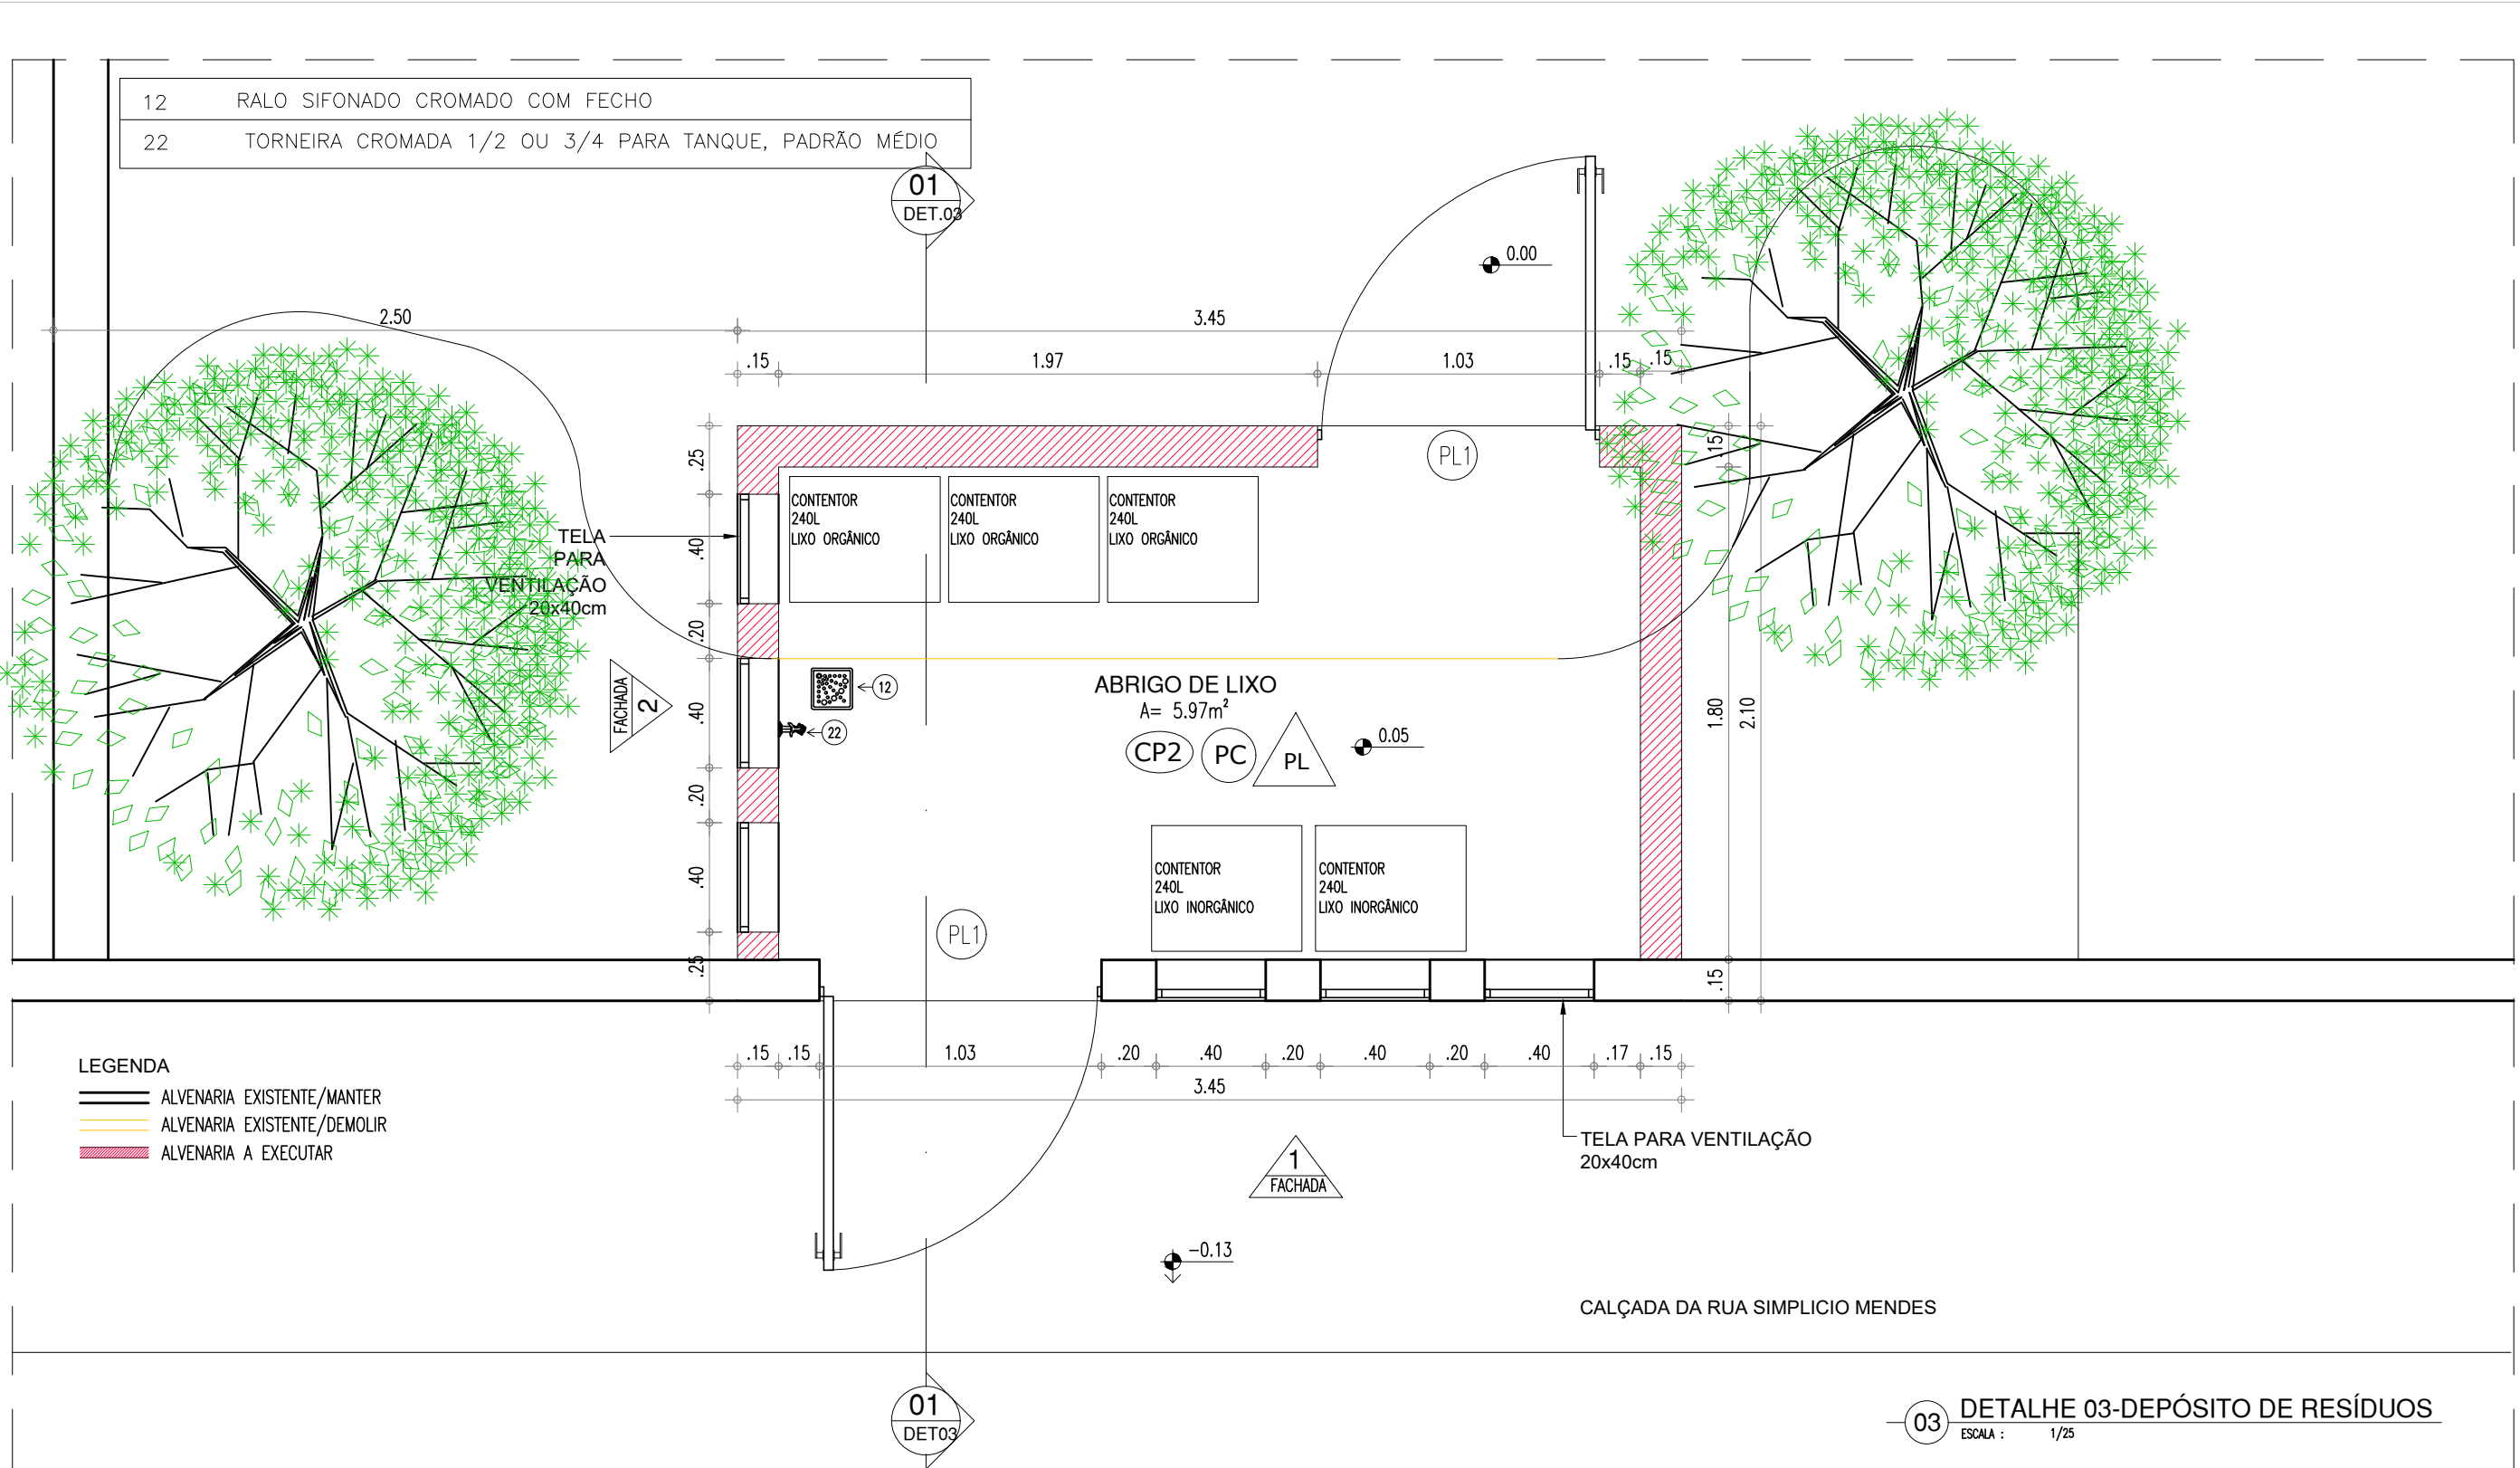 12 RALO SIFONADO CROMADO COM FECHO
22 TORNEIRA CROMADA 1/2 OU 3/4 PARA TANQUE, PADRÃO MÉDIO
01
DET.03
0.00
2.50
3.45
.15 1.97 1.03 .15 .15
PL1
.25
.40
.20
.40
.20
.40
.25
TELA
PARA
VENTILAÇÃO
20x40cm
CONTENTOR
240L
LIXO ORGÂNICO
CONTENTOR
240L
LIXO ORGÂNICO
CONTENTOR
240L
LIXO ORGÂNICO
.15
1.80
2.10
.15
FACHADA
2
12
22
ABRIGO DE LIXO
A= 5.97m²
CP2 PC PL
0.05
CONTENTOR
240L
LIXO INORGÂNICO
CONTENTOR
240L
LIXO INORGÂNICO
PL1
.15 .15 1.03 .20 .40 .20 .40 .20 .40 .17 .15
3.45
LEGENDA
ALVENARIA EXISTENTE/MANTER
ALVENARIA EXISTENTE/DEMOLIR
ALVENARIA A EXECUTAR
TELA PARA VENTILAÇÃO
20x40cm
1
FACHADA
-0.13
CALÇADA DA RUA SIMPLICIO MENDES
01
DET03
03 DETALHE 03-DEPÓSITO DE RESÍDUOS
ESCALA : 1/25